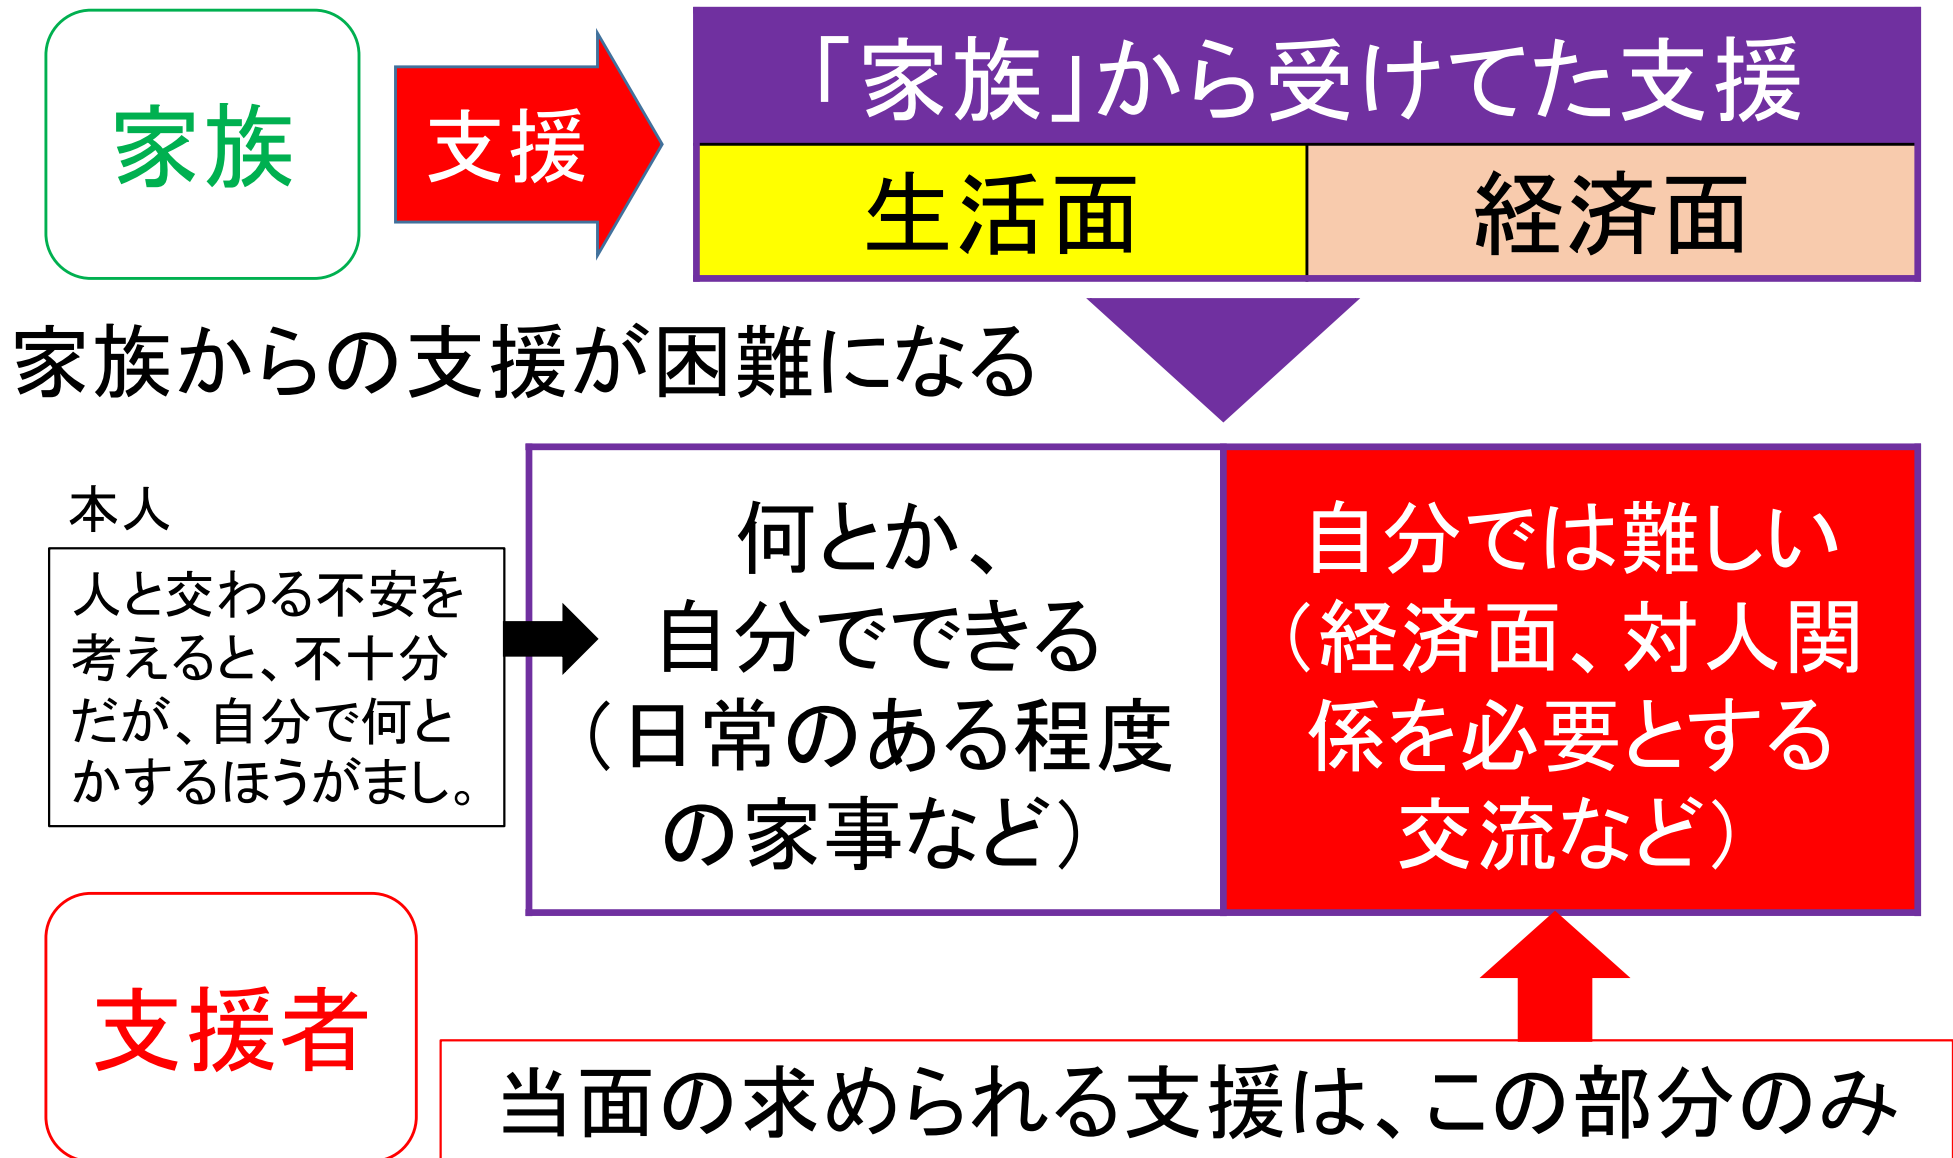 家族
支援
「家族」から受けてた支援
生活面
経済面
家族からの支援が困難になる
本人
人と交わる不安を
考えると、不十分
だが、自分で何と
かするほうがまし。
何とか、
自分でできる
（日常のある程度
の家事など）
自分では難しい
（経済面、対人関
係を必要とする
交流など）
支援者
当面の求められる支援は、この部分のみ